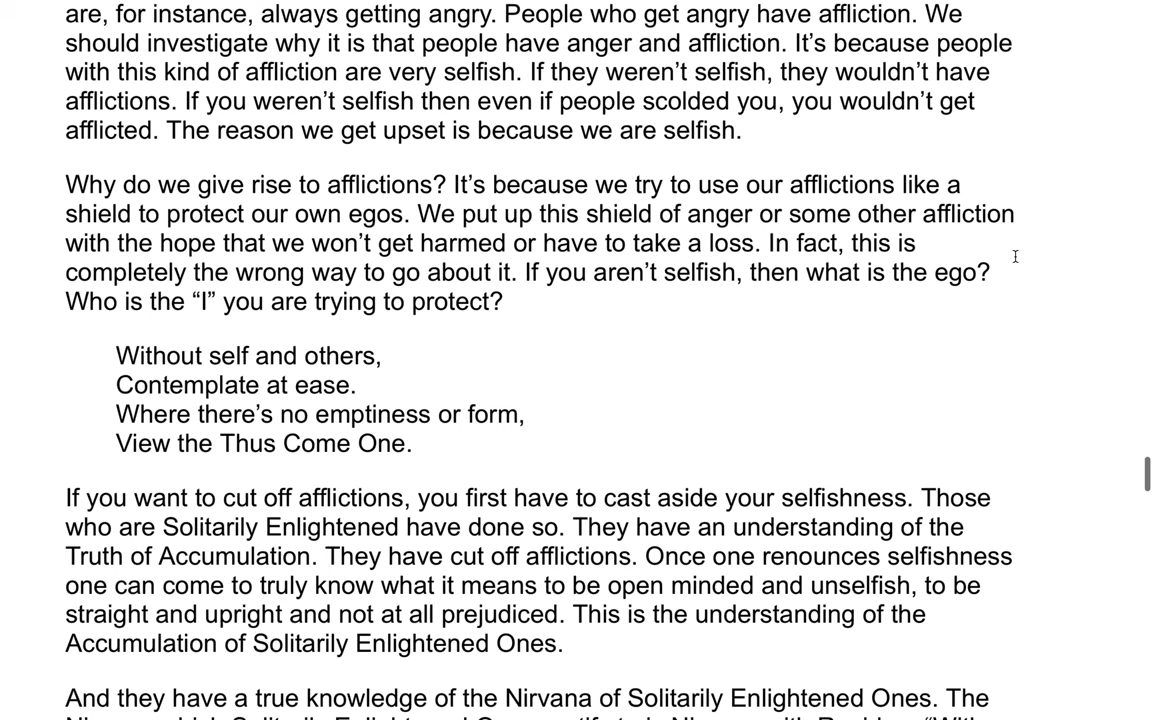 are, for instance, always getting angry. People who get angry have affliction. We
should investigate why it is that people have anger and affliction. It’s because people
with this kind of affliction are very selfish. If they weren’t selfish, they wouldn’t have
afflictions. If you weren’t selfish then even if people scolded you, you wouldn’t get
afflicted. The reason we get upset is because we are selfish.
Why do we give rise to afflictions? It’s because we try to use our afflictions like a
shield to protect our own egos. We put up this shield of anger or some other affliction
with the hope that we won’t get harmed or have to take a loss. In fact, this is
completely the wrong way to go about it. If you aren’t selfish, then what is the ego?
Who is the “I” you are trying to protect?
Without self and others,
Contemplate at ease.
Where there’s no emptiness or form,
View the Thus Come One.
If you want to cut off afflictions, you first have to cast aside your selfishness. Those
who are Solitarily Enlightened have done so. They have an understanding of the
Truth of Accumulation. They have cut off afflictions. Once one renounces selfishness
one can come to truly know what it means to be open minded and unselfish, to be
straight and upright and not at all prejudiced. This is the understanding of the
Accumulation of Solitarily Enlightened Ones.
And they have a true knowledge of the Nirvana of Solitarily Enlightened Ones. The